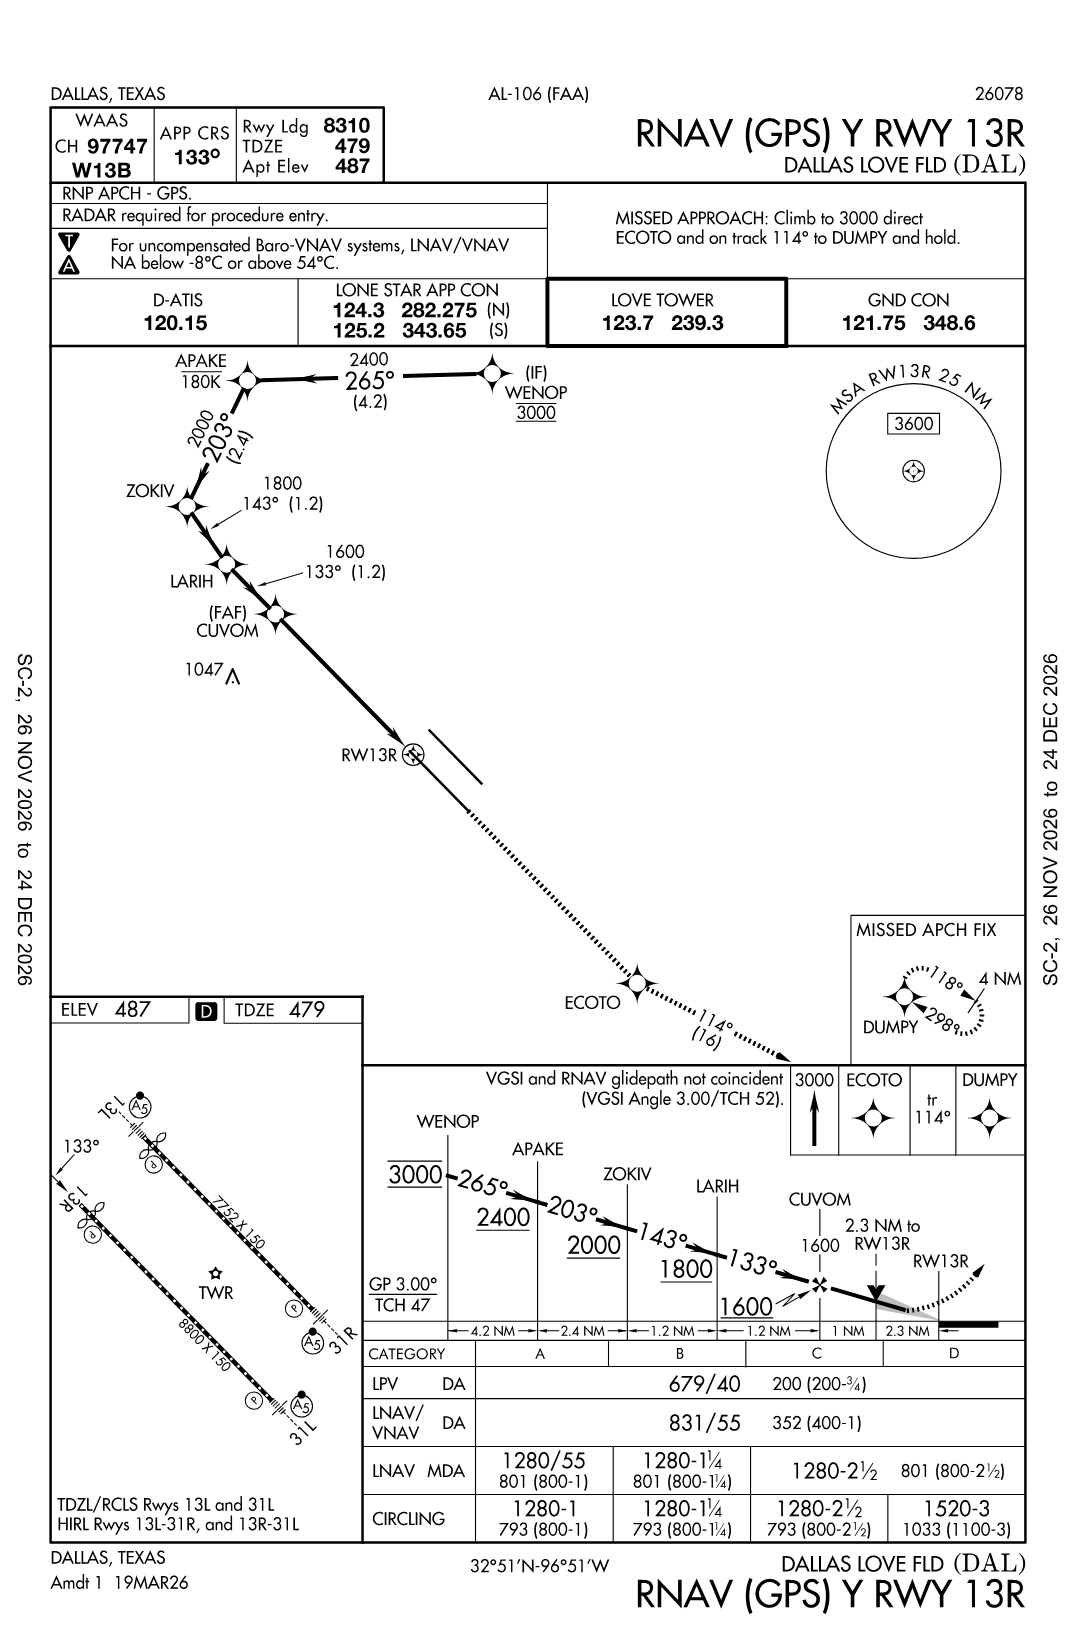 DALLAS, TEXAS
AL-106 (FAA)
26078
WAAS
CH 97747
W13B
APP CRS
133°
Rwy Ldg 8310
TDZE 479
Apt Elev 487
RNAV (GPS) Y RWY 13R
DALLAS LOVE FLD (DAL)
RNP APCH - GPS.
RADAR required for procedure entry.
T
A
For uncompensated Baro-VNAV systems, LNAV/VNAV
NA below -8°C or above 54°C.
MISSED APPROACH: Climb to 3000 direct
ECOTO and on track 114° to DUMPY and hold.
D-ATIS
120.15
LONE STAR APP CON
124.3 282.275 (N)
125.2 343.65 (S)
LOVE TOWER
123.7 239.3
GND CON
121.75 348.6
APAKE
180K
2400
265°
(4.2)
(IF)
WENOP
3000
MSA RW13R 25 NM
3600
2000
203°
(2.4)
ZOKIV
1800
143° (1.2)
LARIH
1600
133° (1.2)
(FAF)
CUVOM
1047
RW13R
ECOTO
114°
(16)
MISSED APCH FIX
118°
4 NM
298°
DUMPY
SC-2, 26 NOV 2026 to 24 DEC 2026
SC-2, 26 NOV 2026 to 24 DEC 2026
ELEV 487
D
TDZE 479
13L
A5
P
133°
13R
P
7752 X 150
TWR
8800 X 150
P
A5
31R
P
A5
31L
TDZL/RCLS Rwys 13L and 31L
HIRL Rwys 13L-31R, and 13R-31L
VGSI and RNAV glidepath not coincident
(VGSI Angle 3.00/TCH 52).
3000
ECOTO
tr
114°
DUMPY
WENOP
APAKE
ZOKIV
LARIH
CUVOM
2.3 NM to
RW13R
RW13R
3000
265°
2400
203°
2000
143°
1800
133°
1600
1600
GP 3.00°
TCH 47
4.2 NM
2.4 NM
1.2 NM
1.2 NM
1 NM
2.3 NM
CATEGORY A B C D
LPV DA 679/40 200 (200-¾)
LNAV/
VNAV DA 831/55 352 (400-1)
LNAV MDA
1280/55
801 (800-1)
1280-1¼
801 (800-1¼)
1280-2½ 801 (800-2½)
CIRCLING
1280-1
793 (800-1)
1280-1¼
793 (800-1¼)
1280-2½
793 (800-2½)
1520-3
1033 (1100-3)
DALLAS, TEXAS
Amdt 1 19MAR26
32°51'N-96°51'W
DALLAS LOVE FLD (DAL)
RNAV (GPS) Y RWY 13R